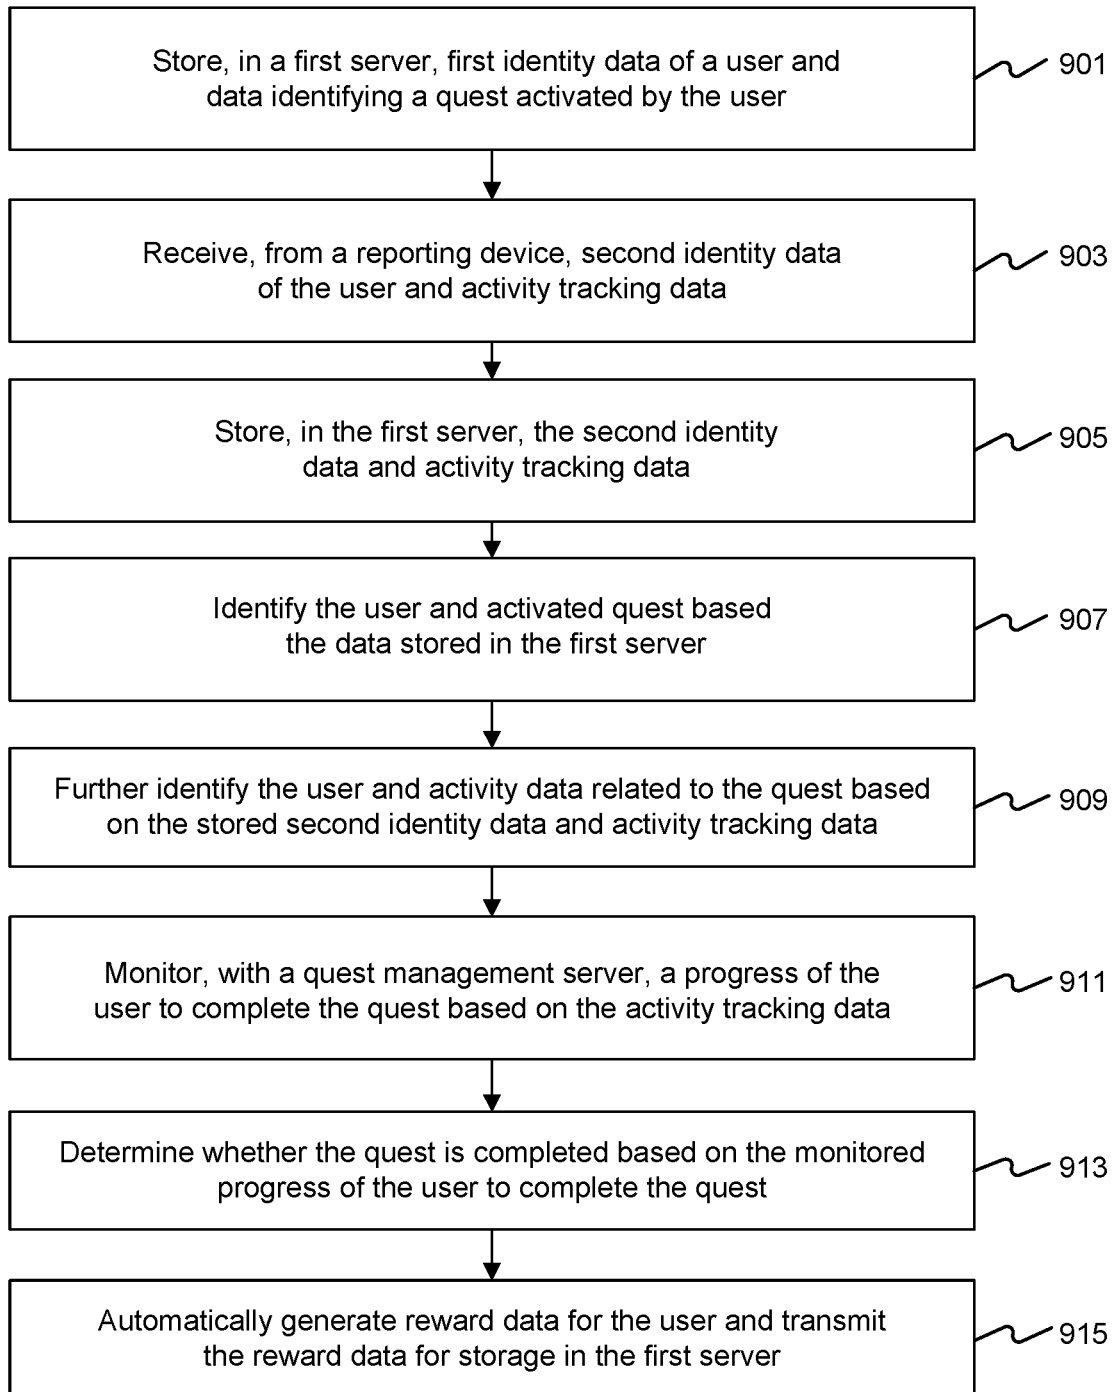 Store, in a first server, first identity data of a user and
data identifying a quest activated by the user
901
Receive, from a reporting device, second identity data
of the user and activity tracking data
903
Store, in the first server, the second identity
data and activity tracking data
905
Identify the user and activated quest based
the data stored in the first server
907
Further identify the user and activity data related to the quest based
on the stored second identity data and activity tracking data
909
Monitor, with a quest management server, a progress of the
user to complete the quest based on the activity tracking data
911
Determine whether the quest is completed based on the monitored
progress of the user to complete the quest
913
Automatically generate reward data for the user and transmit
the reward data for storage in the first server
915